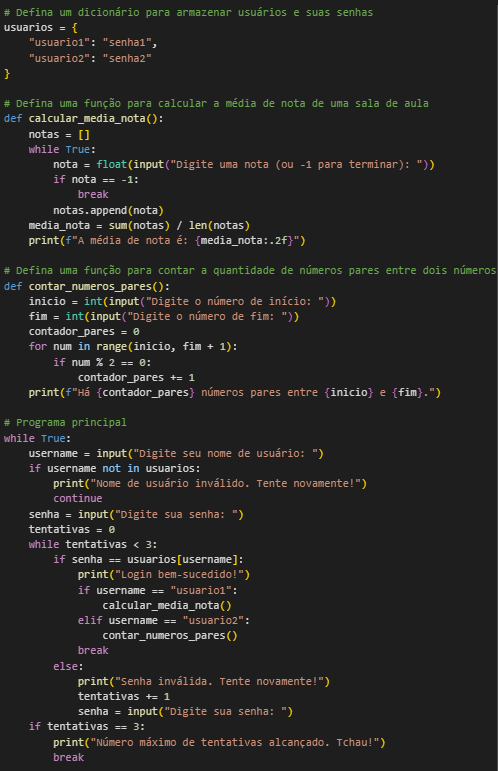 # Defina um dicionário para armazenar usuários e suas senhas
usuarios = {
    "usuario1": "senha1",
    "usuario2": "senha2"
}

# Defina uma função para calcular a média de nota de uma sala de aula
def calcular_media_nota():
    notas = []
    while True:
        nota = float(input("Digite uma nota (ou -1 para terminar): "))
        if nota == -1:
            break
        notas.append(nota)
    media_nota = sum(notas) / len(notas)
    print(f"A média de nota é: {media_nota:.2f}")

# Defina uma função para contar a quantidade de números pares entre dois números
def contar_numeros_pares():
    inicio = int(input("Digite o número de início: "))
    fim = int(input("Digite o número de fim: "))
    contador_pares = 0
    for num in range(inicio, fim + 1):
        if num % 2 == 0:
            contador_pares += 1
    print(f"Há {contador_pares} números pares entre {inicio} e {fim}.")

# Programa principal
while True:
    username = input("Digite seu nome de usuário: ")
    if username not in usuarios:
        print("Nome de usuário inválido. Tente novamente!")
        continue
    senha = input("Digite sua senha: ")
    tentativas = 0
    while tentativas < 3:
        if senha == usuarios[username]:
            print("Login bem-sucedido!")
            if username == "usuario1":
                calcular_media_nota()
            elif username == "usuario2":
                contar_numeros_pares()
            break
        else:
            print("Senha inválida. Tente novamente!")
            tentativas += 1
            senha = input("Digite sua senha: ")
    if tentativas == 3:
        print("Número máximo de tentativas alcançado. Tchau!")
        break